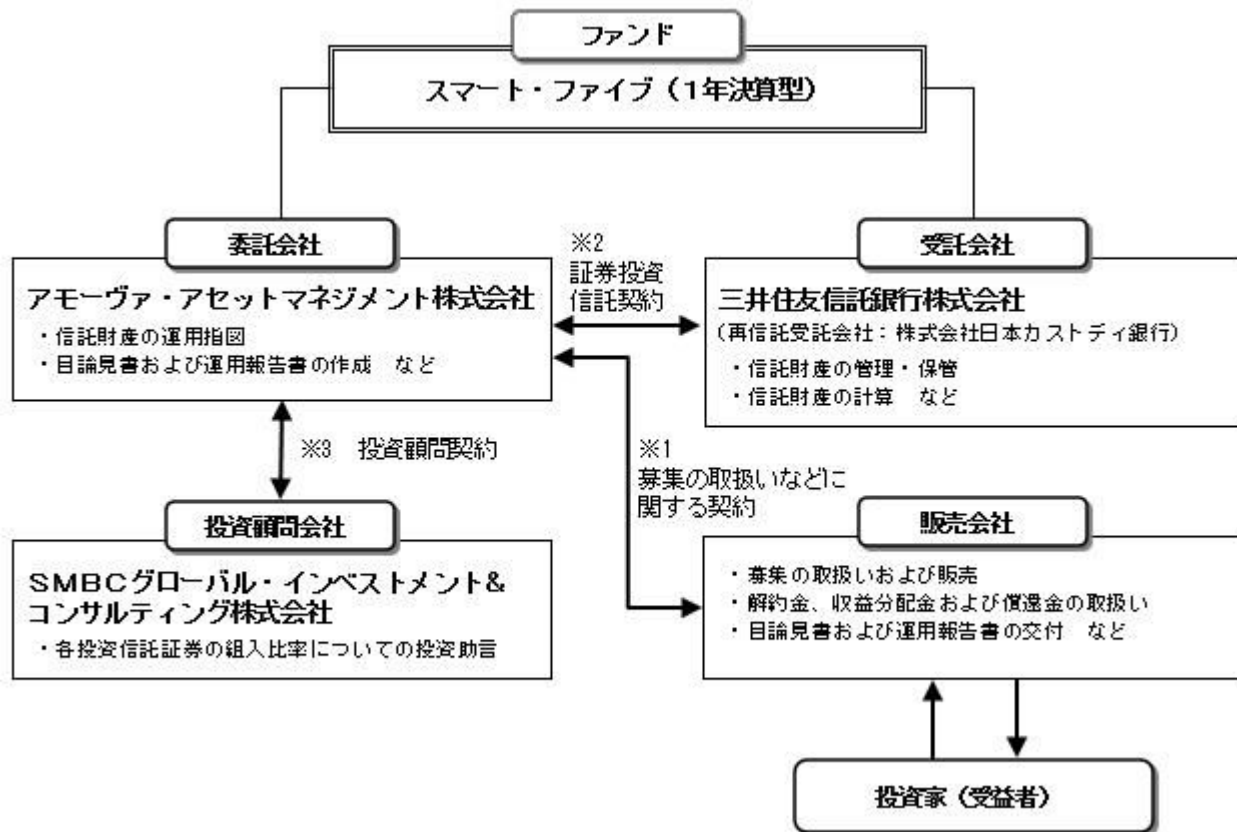 ファンド
スマート・ファイブ（１年決算型）
委託会社
アモーヴァ・アセットマネジメント株式会社
・信託財産の運用指図
・目論見書および運用報告書の作成　など
※2
証券投資
信託契約
受託会社
三井住友信託銀行株式会社
（再信託受託会社：株式会社日本カストディ銀行）
・信託財産の管理・保管
・信託財産の計算　など
※3　投資顧問契約
※1
募集の取扱いなどに
関する契約
投資顧問会社
ＳＭＢＣグローバル・インベストメント＆
コンサルティング株式会社
・各投資信託証券の組入比率についての投資助言
販売会社
・募集の取扱いおよび販売
・解約金、収益分配金および償還金の取扱い
・目論見書および運用報告書の交付　など
投資家（受益者）